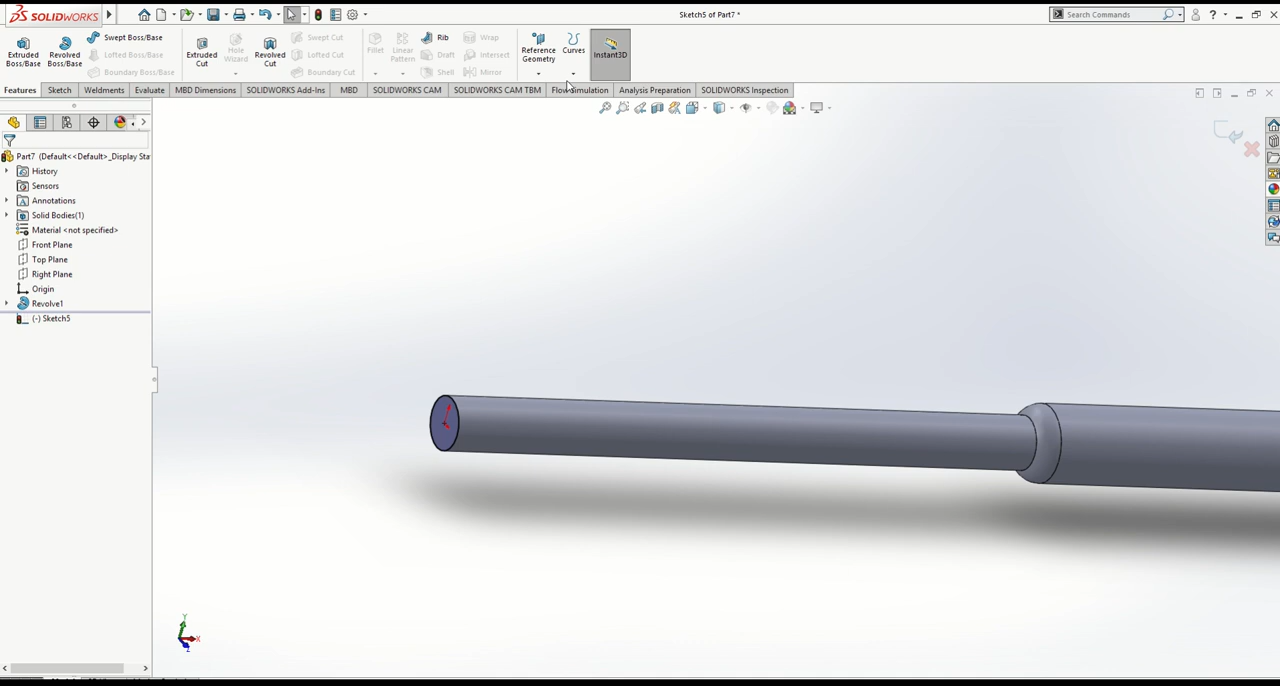 SOLIDWORKS
Sketch5 of Part7 *
Search Commands
?
Extruded Boss/Base
Revolved Boss/Base
Swept Boss/Base
Lofted Boss/Base
Boundary Boss/Base
Extruded Cut
Hole Wizard
Revolved Cut
Swept Cut
Lofted Cut
Boundary Cut
Fillet
Linear Pattern
Rib
Draft
Shell
Wrap
Intersect
Mirror
Reference Geometry
Curves
Instant3D
Features
Sketch
Weldments
Evaluate
MBD Dimensions
SOLIDWORKS Add-Ins
MBD
SOLIDWORKS CAM
SOLIDWORKS CAM TBM
Flow Simulation
Analysis Preparation
SOLIDWORKS Inspection
Part7 (Default<<Default>_Display Sta
History
Sensors
Annotations
Solid Bodies(1)
Material <not specified>
Front Plane
Top Plane
Right Plane
Origin
Revolve1
(-) Sketch5
Y
X
Z